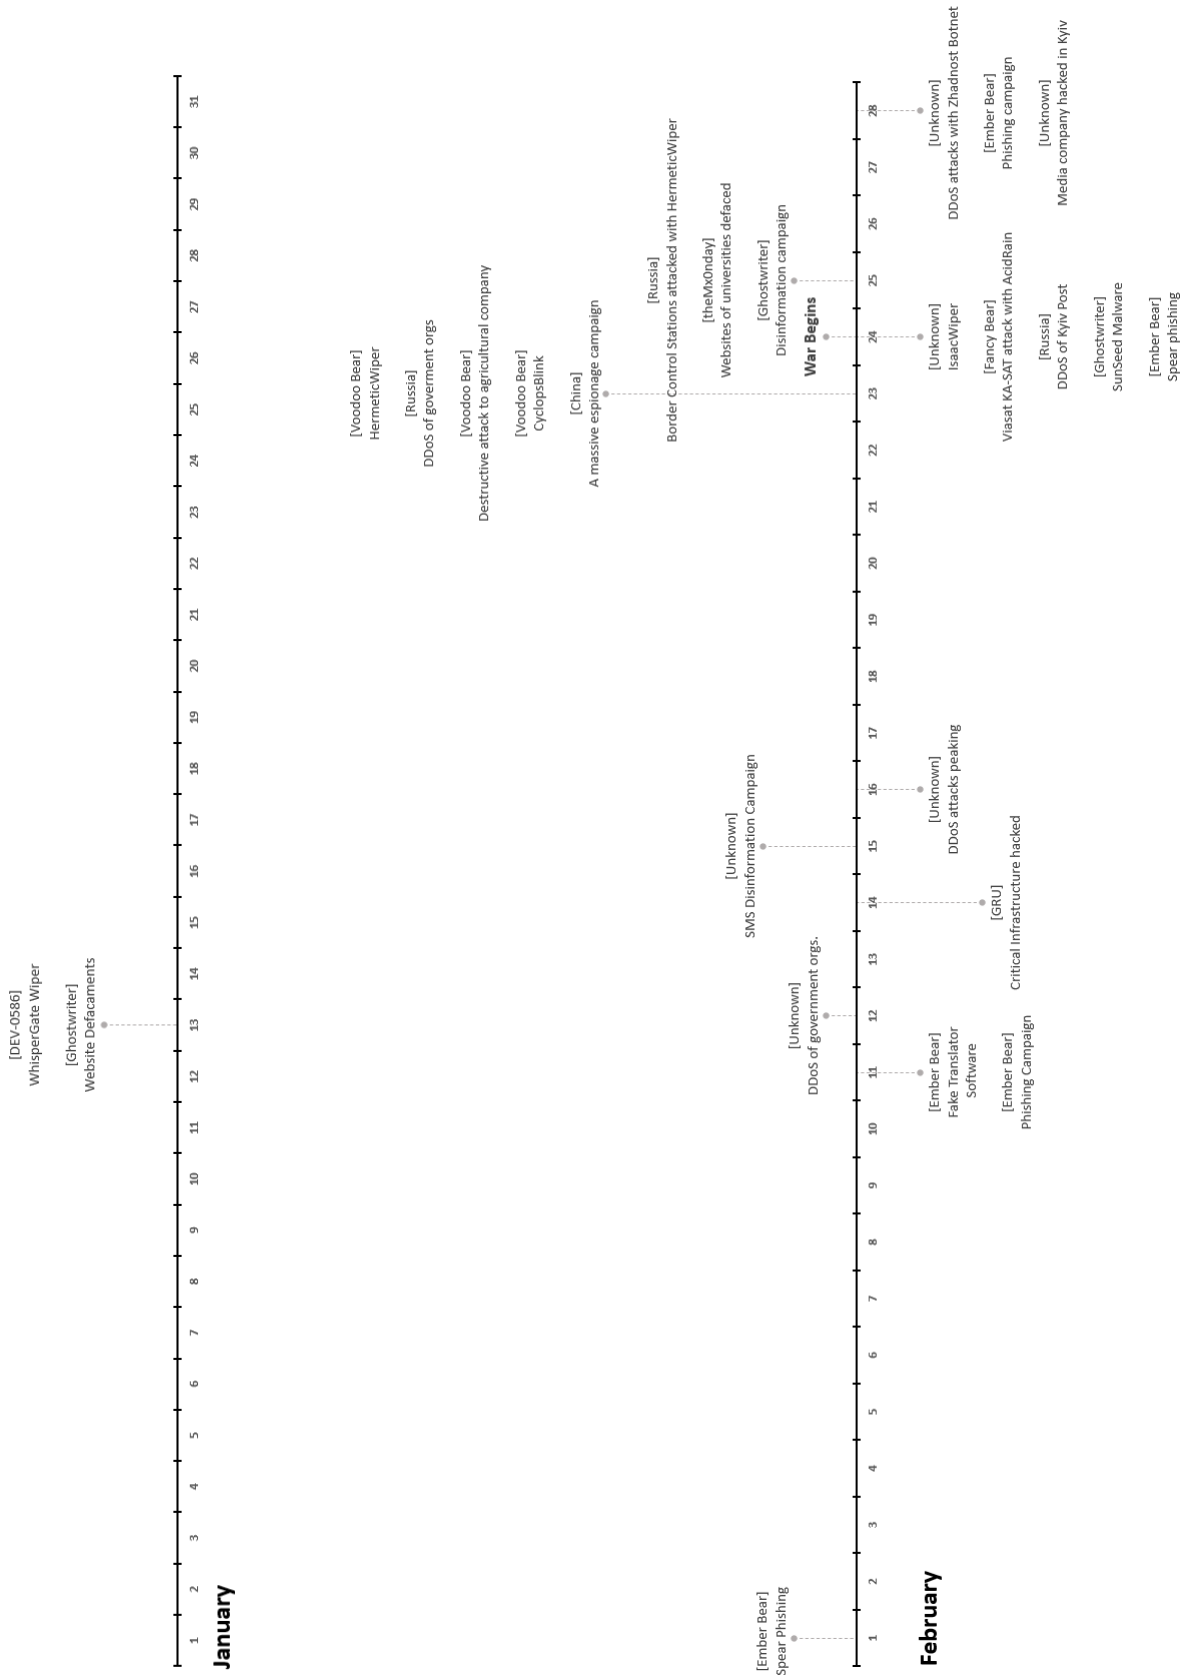 [DEV-0586]
WhisperGate Wiper
[Ghostwriter]
Website Defacaments
1 2 3 4 5 6 7 8 9 10 11 12 13 14 15 16 17 18 19 20 21 22 23 24 25 26 27 28 29 30 31
January
[Voodoo Bear]
HermeticWiper
[Russia]
DDoS of goverment orgs
[Voodoo Bear]
Destructive attack to agricultural company
[Voodoo Bear]
CyclopsBlink
[China]
A massive espionage campaign
[Russia]
Border Control Stations attacked with HermeticWiper
[theMx0nday]
Websites of universities defaced
[Ghostwriter]
Disinformation campaign
War Begins
[Unknown]
SMS Disinformation Campaign
[Unknown]
DDoS of government orgs.
[Ember Bear]
Spear Phishing
1 2 3 4 5 6 7 8 9 10 11 12 13 14 15 16 17 18 19 20 21 22 23 24 25 26 27 28
February
[Ember Bear]
Fake Translator
Software
[Ember Bear]
Phishing Campaign
[GRU]
Critical Infrastructure hacked
[Unknown]
DDoS attacks peaking
[Unknown]
IsaacWiper
[Fancy Bear]
Viasat KA-SAT attack with AcidRain
[Russia]
DDoS of Kyiv Post
[Ghostwriter]
SunSeed Malware
[Ember Bear]
Spear phishing
[Unknown]
DDoS attacks with Zhadnost Botnet
[Ember Bear]
Phishing campaign
[Unknown]
Media company hacked in Kyiv